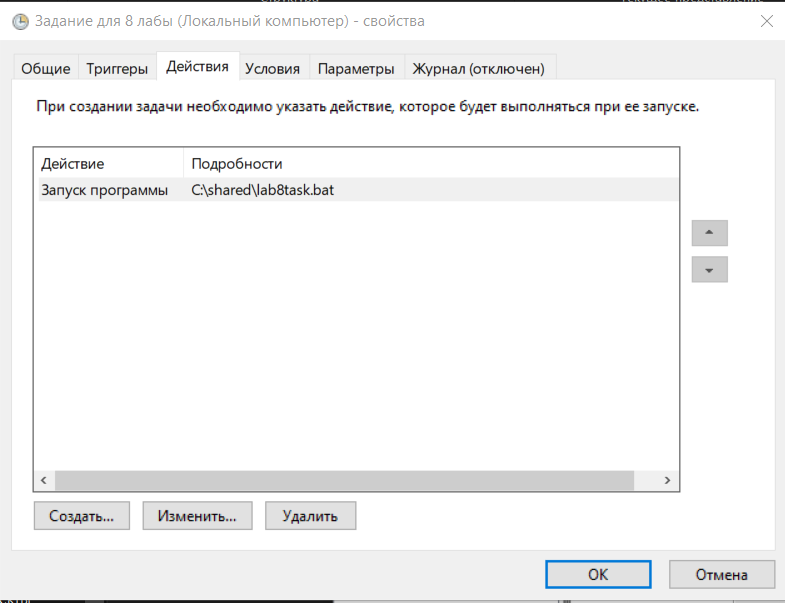 Задание для 8 лабы (Локальный компьютер) - свойства
Общие Триггеры Действия Условия Параметры Журнал (отключен)
При создании задачи необходимо указать действие, которое будет выполняться при ее запуске.
Действие Подробности
Запуск программы C:\shared\lab8task.bat
Создать... Изменить... Удалить
OK Отмена